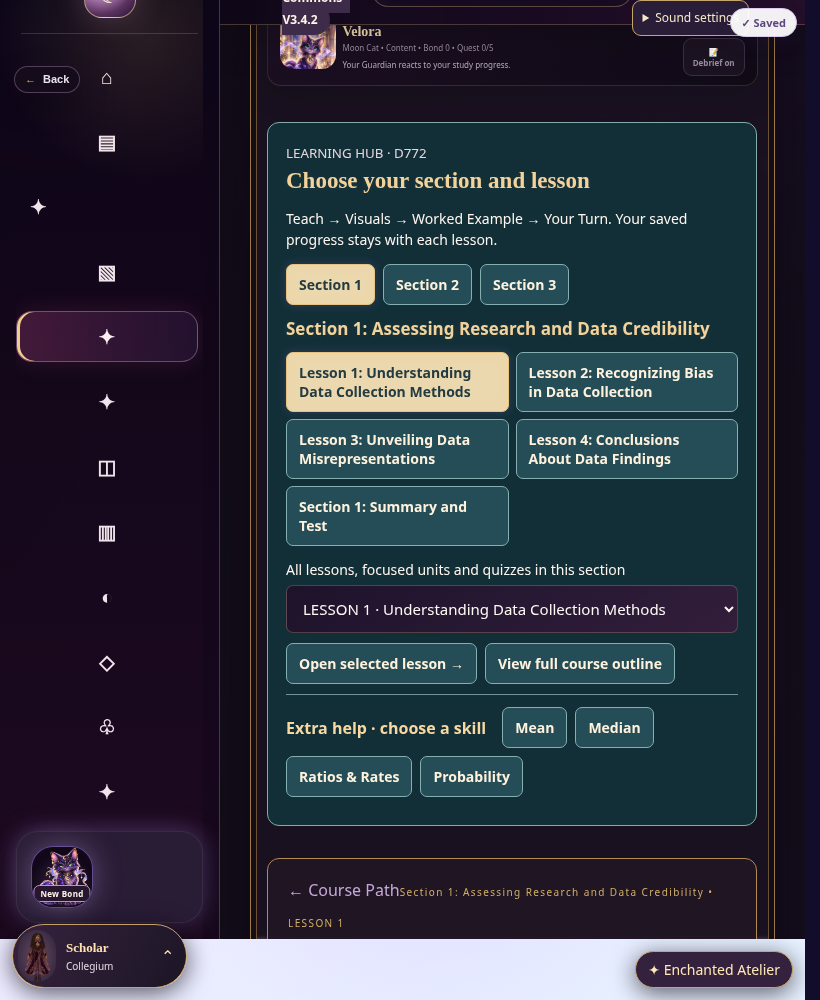 Commons
V3.4.2
▶ Sound settings
✓ Saved
Velora
Moon Cat • Content • Bond 0 • Quest 0/5
Your Guardian reacts to your study progress.
Debrief on
← Back
LEARNING HUB · D772
Choose your section and lesson
Teach → Visuals → Worked Example → Your Turn. Your saved
progress stays with each lesson.
Section 1
Section 2
Section 3
Section 1: Assessing Research and Data Credibility
Lesson 1: Understanding
Data Collection Methods
Lesson 2: Recognizing Bias
in Data Collection
Lesson 3: Unveiling Data
Misrepresentations
Lesson 4: Conclusions
About Data Findings
Section 1: Summary and
Test
All lessons, focused units and quizzes in this section
LESSON 1 · Understanding Data Collection Methods
Open selected lesson →
View full course outline
Extra help · choose a skill
Mean
Median
Ratios & Rates
Probability
← Course PathSection 1: Assessing Research and Data Credibility •
LESSON 1
New Bond
Scholar
Collegium
✦ Enchanted Atelier